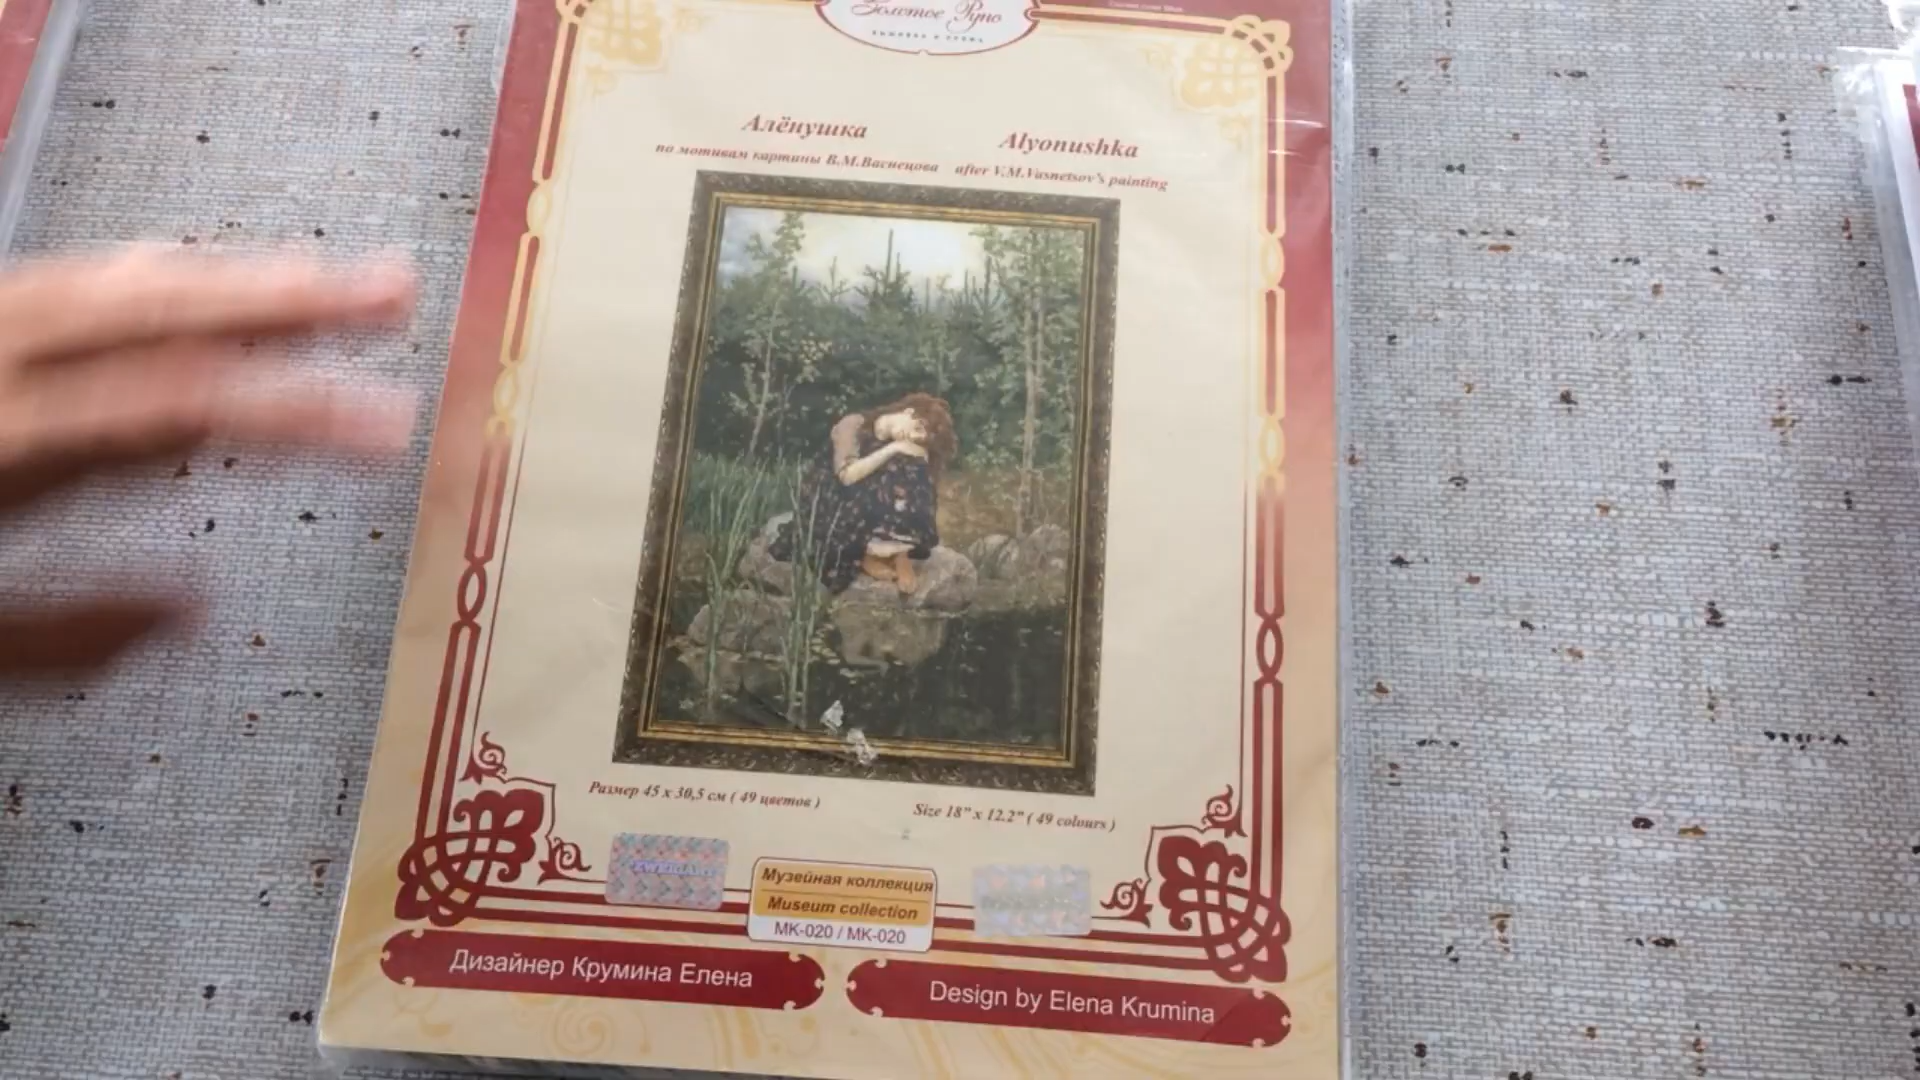 Золотое Руно
Алёнушка
по мотивам картины В.М.Васнецова
Alyonushka
after V.M.Vasnetsov's painting
Размер 45 x 30,5 см ( 49 цветов )
Size 18" x 12.2" ( 49 colours )
ZWEIGART
Музейная коллекция
Museum collection
МК-020 / MK-020
Дизайнер Крумина Елена
Design by Elena Krumina